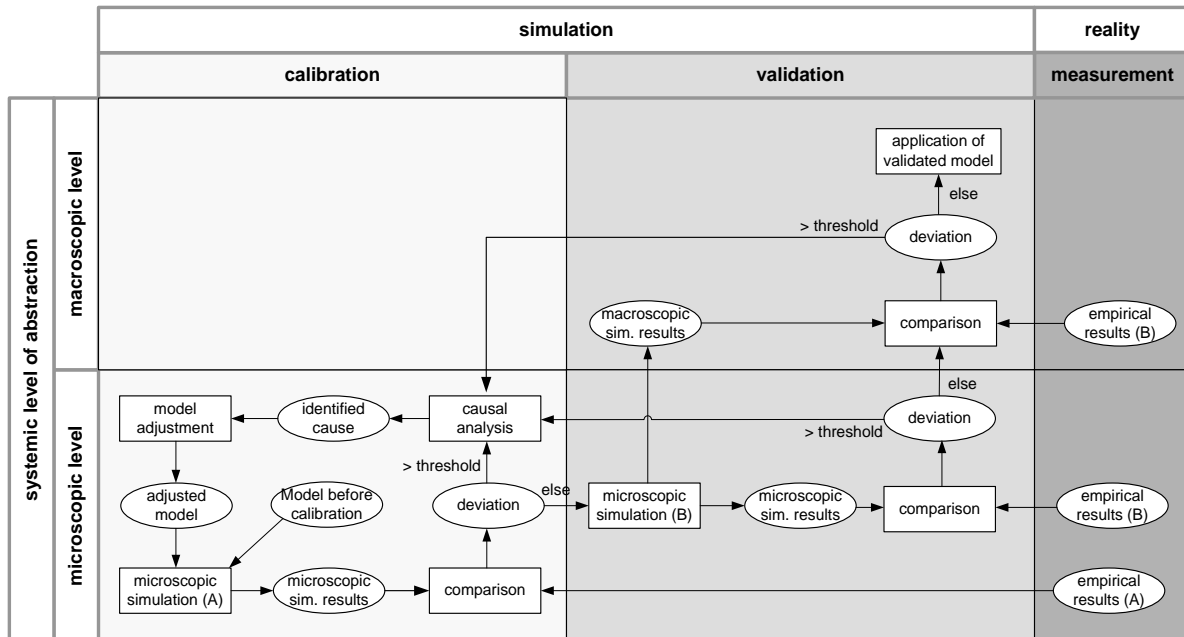 simulation
reality
calibration
validation
measurement
systemic level of abstraction
macroscopic level
microscopic level
application of
validated model
else
> threshold
deviation
macroscopic
sim. results
comparison
empirical
results (B)
else
model
adjustment
identified
cause
causal
analysis
deviation
> threshold
> threshold
adjusted
model
Model before
calibration
deviation
else
microscopic
simulation (B)
microscopic
sim. results
comparison
empirical
results (B)
microscopic
simulation (A)
microscopic
sim. results
comparison
empirical
results (A)